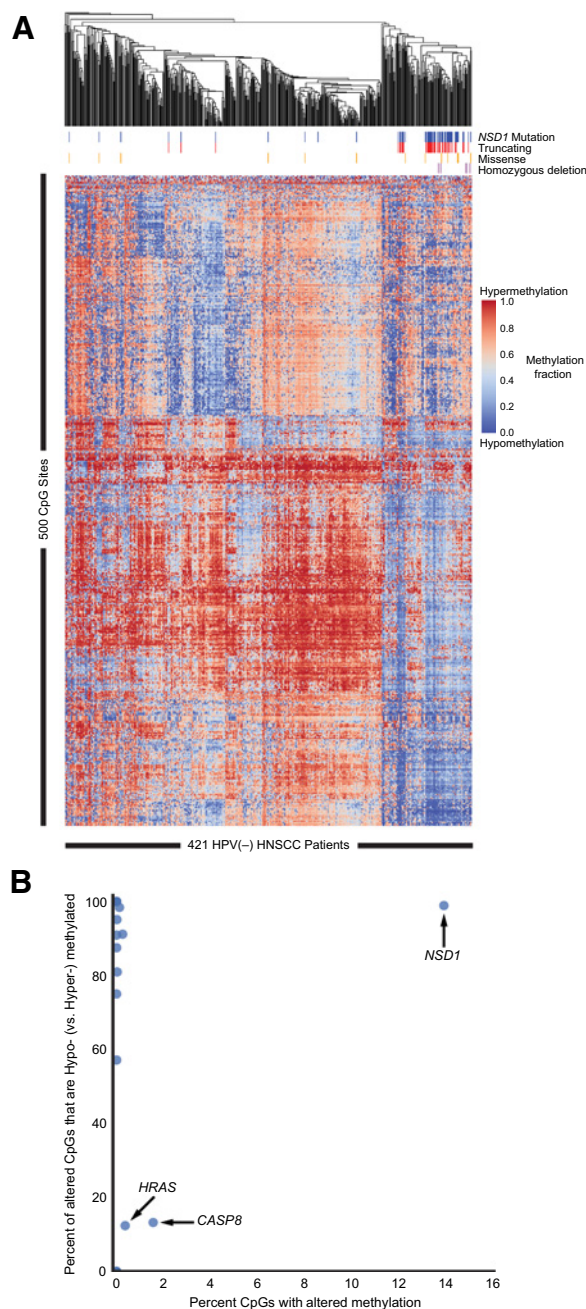 A
NSD1 Mutation
Truncating
Missense
Homozygous deletion
Hypermethylation
1.0
0.8
0.6
0.4
0.2
0.0
Methylation
fraction
Hypomethylation
500 CpG Sites
421 HPV(–) HNSCC Patients
B
Percent of altered CpGs that are Hypo- (vs. Hyper-) methylated
100
80
60
40
20
0
NSD1
HRAS
CASP8
0 2 4 6 8 10 12 14 16
Percent CpGs with altered methylation